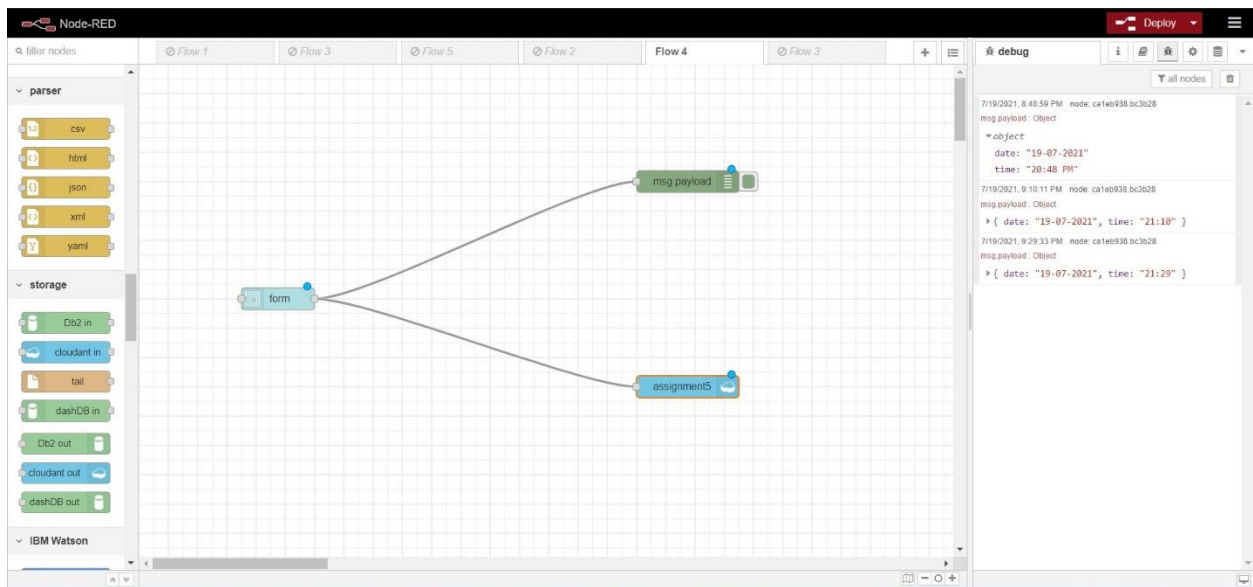 Node-RED
Deploy
filter nodes
Flow 1
Flow 3
Flow 5
Flow 2
Flow 4
Flow 3
debug
i
all nodes
parser
csv
html
json
xml
yaml
storage
Db2 in
cloudant in
tail
dashDB in
Db2 out
cloudant out
dashDB out
IBM Watson
form
msg.payload
assignment5
7/19/2021, 8:48:59 PM node: ca1eb938.bc3b28
msg.payload : Object
object
date: "19-07-2021"
time: "20:48 PM"
7/19/2021, 9:10:11 PM node: ca1eb938.bc3b28
msg.payload : Object
{ date: "19-07-2021", time: "21:10" }
7/19/2021, 9:29:33 PM node: ca1eb938.bc3b28
msg.payload : Object
{ date: "19-07-2021", time: "21:29" }